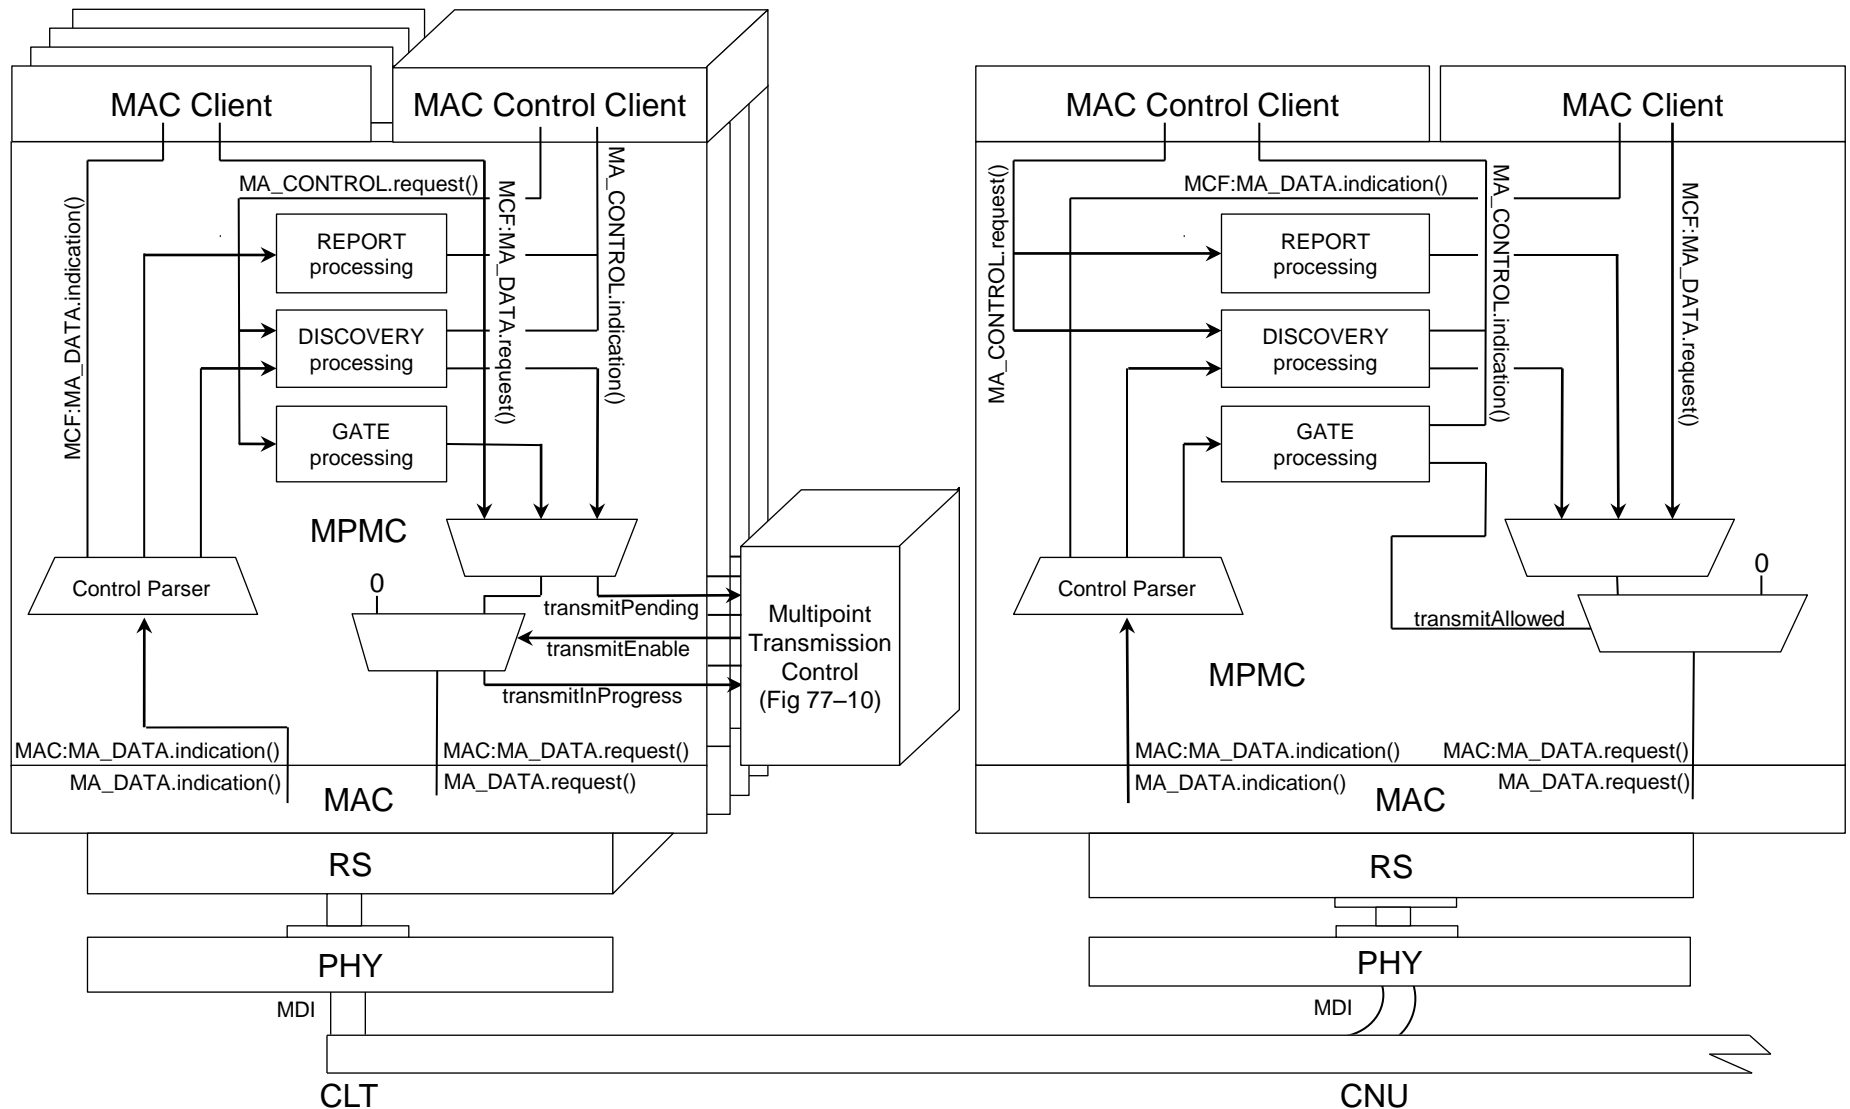 MAC Client
MAC Control Client
MA_CONTROL.request()
MCF:MA_DATA.indication()
MCF:MA_DATA.request()
MA_CONTROL.indication()
REPORT
processing
DISCOVERY
processing
GATE
processing
MPMC
Control Parser
0
transmitPending
transmitEnable
transmitInProgress
Multipoint
Transmission
Control
(Fig 77–10)
MAC:MA_DATA.indication()
MAC:MA_DATA.request()
MA_DATA.indication()
MA_DATA.request()
MAC
RS
PHY
MDI
CLT
MAC Control Client
MAC Client
MA_CONTROL.request()
MCF:MA_DATA.indication()
MA_CONTROL.indication()
MCF:MA_DATA.request()
REPORT
processing
DISCOVERY
processing
GATE
processing
Control Parser
0
transmitAllowed
MPMC
MAC:MA_DATA.indication()
MAC:MA_DATA.request()
MA_DATA.indication()
MA_DATA.request()
MAC
RS
PHY
MDI
CNU